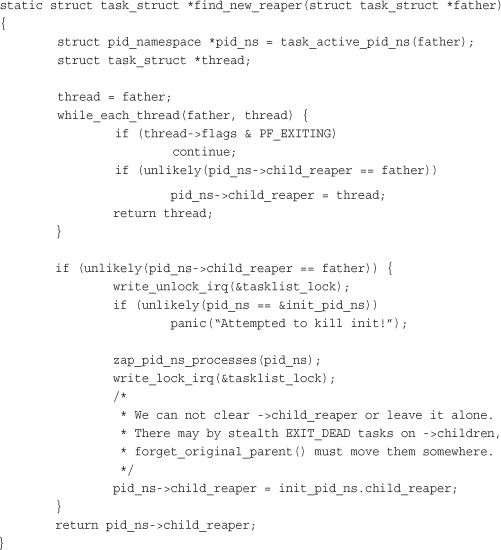 static struct task_struct *find_new_reaper(struct task_struct *father)
{
struct pid_namespace *pid_ns = task_active_pid_ns(father);
struct task_struct *thread;
thread = father;
while_each_thread(father, thread) {
if (thread->flags & PF_EXITING)
continue;
if (unlikely(pid_ns->child_reaper == father))
pid_ns->child_reaper = thread;
return thread;
}
if (unlikely(pid_ns->child_reaper == father)) {
write_unlock_irq(&tasklist_lock);
if (unlikely(pid_ns == &init_pid_ns))
panic(“Attempted to kill init!”);
zap_pid_ns_processes(pid_ns);
write_lock_irq(&tasklist_lock);
/*
* We can not clear ->child_reaper or leave it alone.
* There may by stealth EXIT_DEAD tasks on ->children,
* forget_original_parent() must move them somewhere.
*/
pid_ns->child_reaper = init_pid_ns.child_reaper;
}
return pid_ns->child_reaper;
}